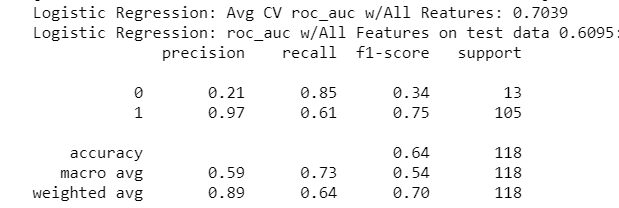 Logistic Regression: Avg CV roc_auc w/All Reatures: 0.7039
Logistic Regression: roc_auc w/All Features on test data 0.6095:
precision recall f1-score support
0 0.21 0.85 0.34 13
1 0.97 0.61 0.75 105
accuracy 0.64 118
macro avg 0.59 0.73 0.54 118
weighted avg 0.89 0.64 0.70 118